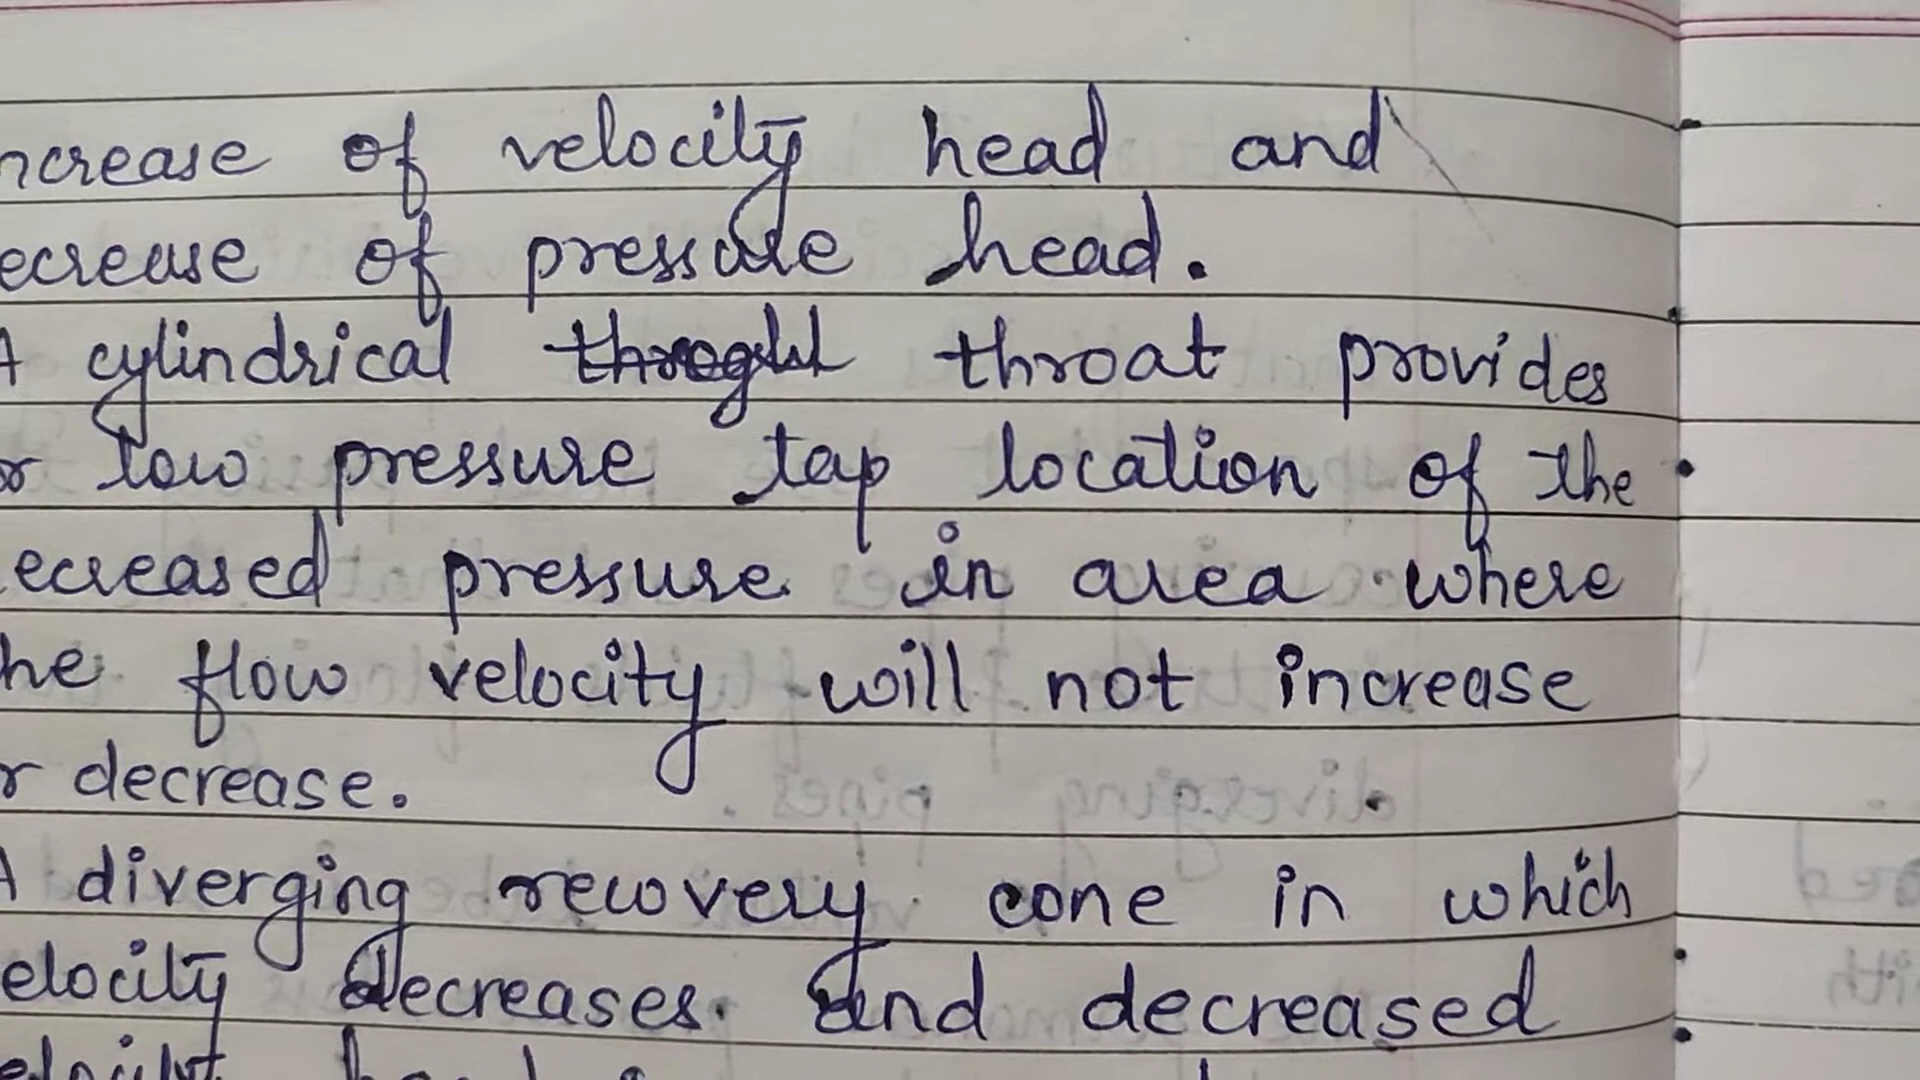 ncrease of velocity head and
ecrease of pressure head.
A cylindrical throat provides
or low pressure tap location of the
ecreased pressure in area where
he flow velocity will not increase
r decrease.
A diverging recovery cone in which
elocity decreases. and decreased